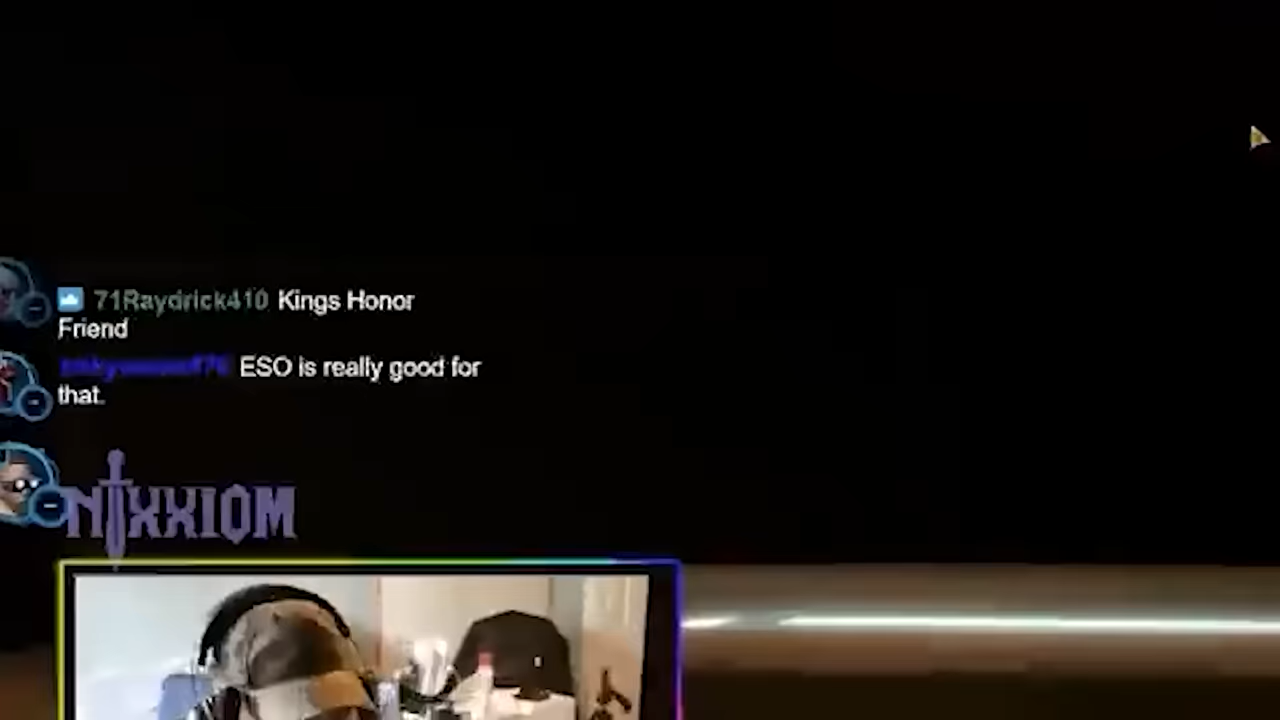 71Raydrick410 Kings Honor
Friend
ESO is really good for
that.
NIXXIOM